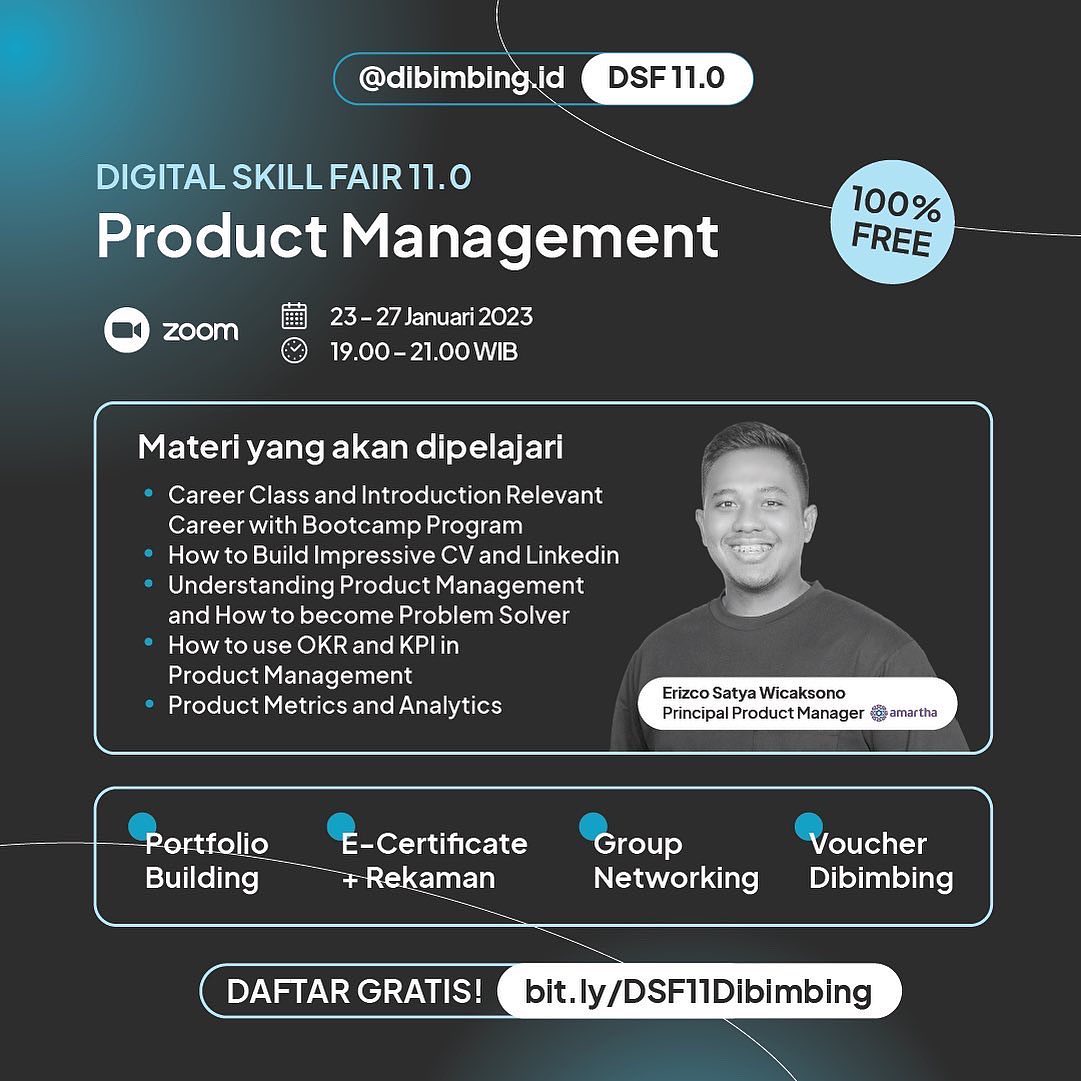 @dibimbing.id DSF 11.0
DIGITAL SKILL FAIR 11.0
Product Management
100%
FREE
zoom
23 – 27 Januari 2023
19.00 – 21.00 WIB
Materi yang akan dipelajari
• Career Class and Introduction Relevant
Career with Bootcamp Program
• How to Build Impressive CV and Linkedin
• Understanding Product Management
and How to become Problem Solver
• How to use OKR and KPI in
Product Management
• Product Metrics and Analytics
Erizco Satya Wicaksono
Principal Product Manager amartha
Portfolio
Building
E-Certificate
+ Rekaman
Group
Networking
Voucher
Dibimbing
DAFTAR GRATIS! bit.ly/DSF11Dibimbing